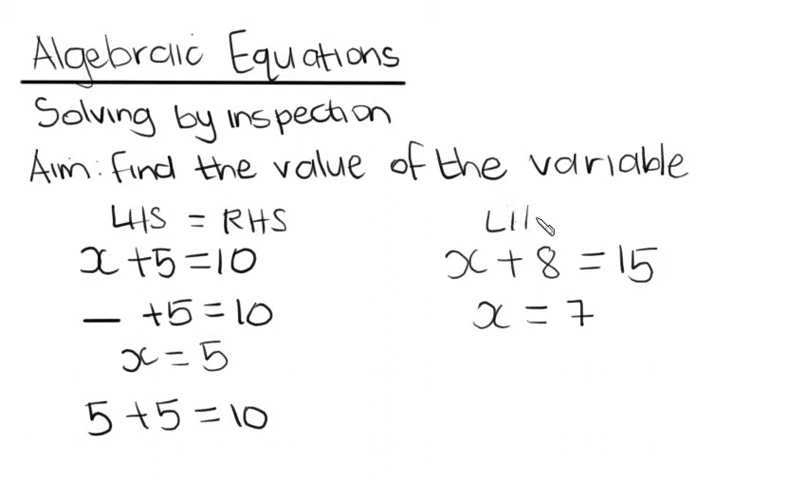 Algebraic Equations
Solving by inspection
Aim: Find the value of the variable
LHS = RHS
x + 5 = 10
_ + 5 = 10
x = 5
5 + 5 = 10
x + 8 = 15
x = 7